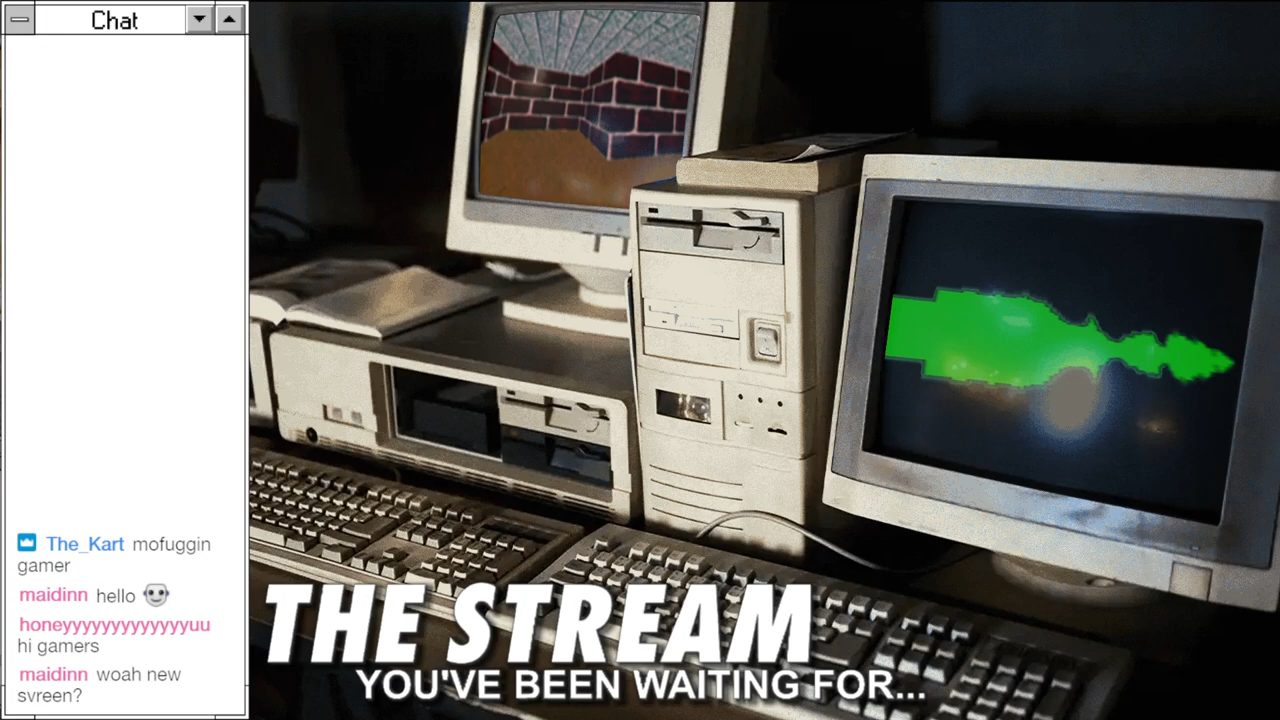 Chat
The_Kart mofuggin
gamer
maidinn hello
honeyyyyyyyyyyyyyuu
hi gamers
maidinn woah new
svreen?
THE STREAM
YOU'VE BEEN WAITING FOR...